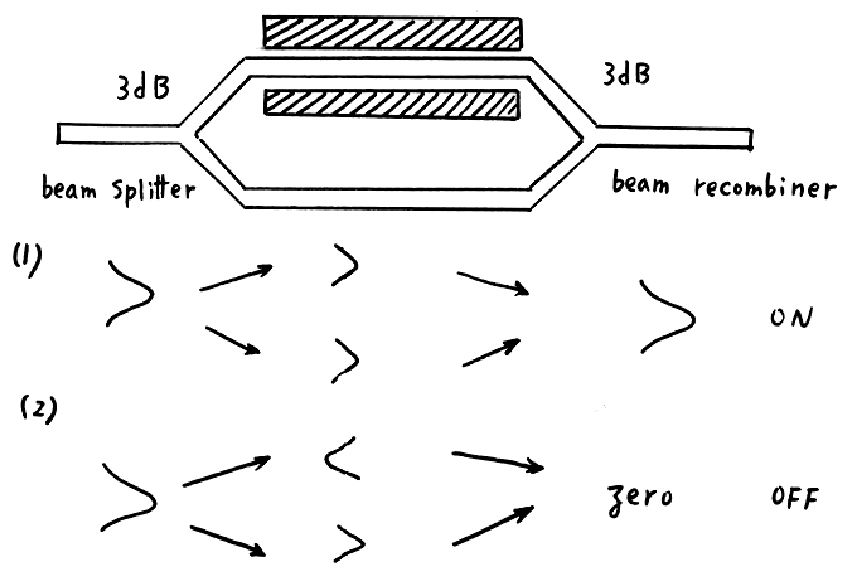 3dB
3dB
beam splitter
beam recombiner
(1)
ON
(2)
zero
OFF